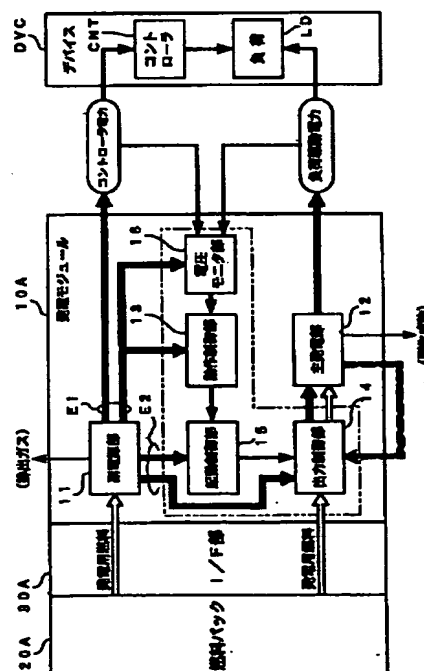 DVC
デバイス
CNT
コントローラ
LD
負荷
コントローラ電力
負荷駆動電力
10A
発電モジュール
16
電圧モニタ部
13
動作制御部
12
主発電部
(排出ガス)
11
副電源部
E1
E2
15
起動制御部
14
出力制御部
30A
発電用燃料
I/F部
発電用燃料
20A
燃料パック